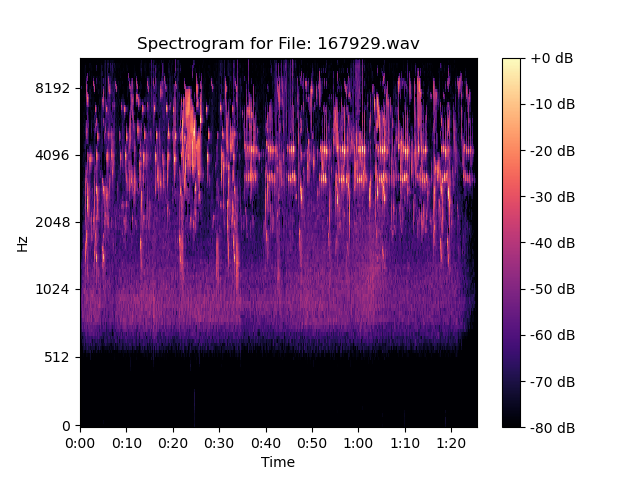 Spectrogram for File: 167929.wav
Hz
8192
4096
2048
1024
512
0
0:00 0:10 0:20 0:30 0:40 0:50 1:00 1:10 1:20
Time
+0 dB
-10 dB
-20 dB
-30 dB
-40 dB
-50 dB
-60 dB
-70 dB
-80 dB